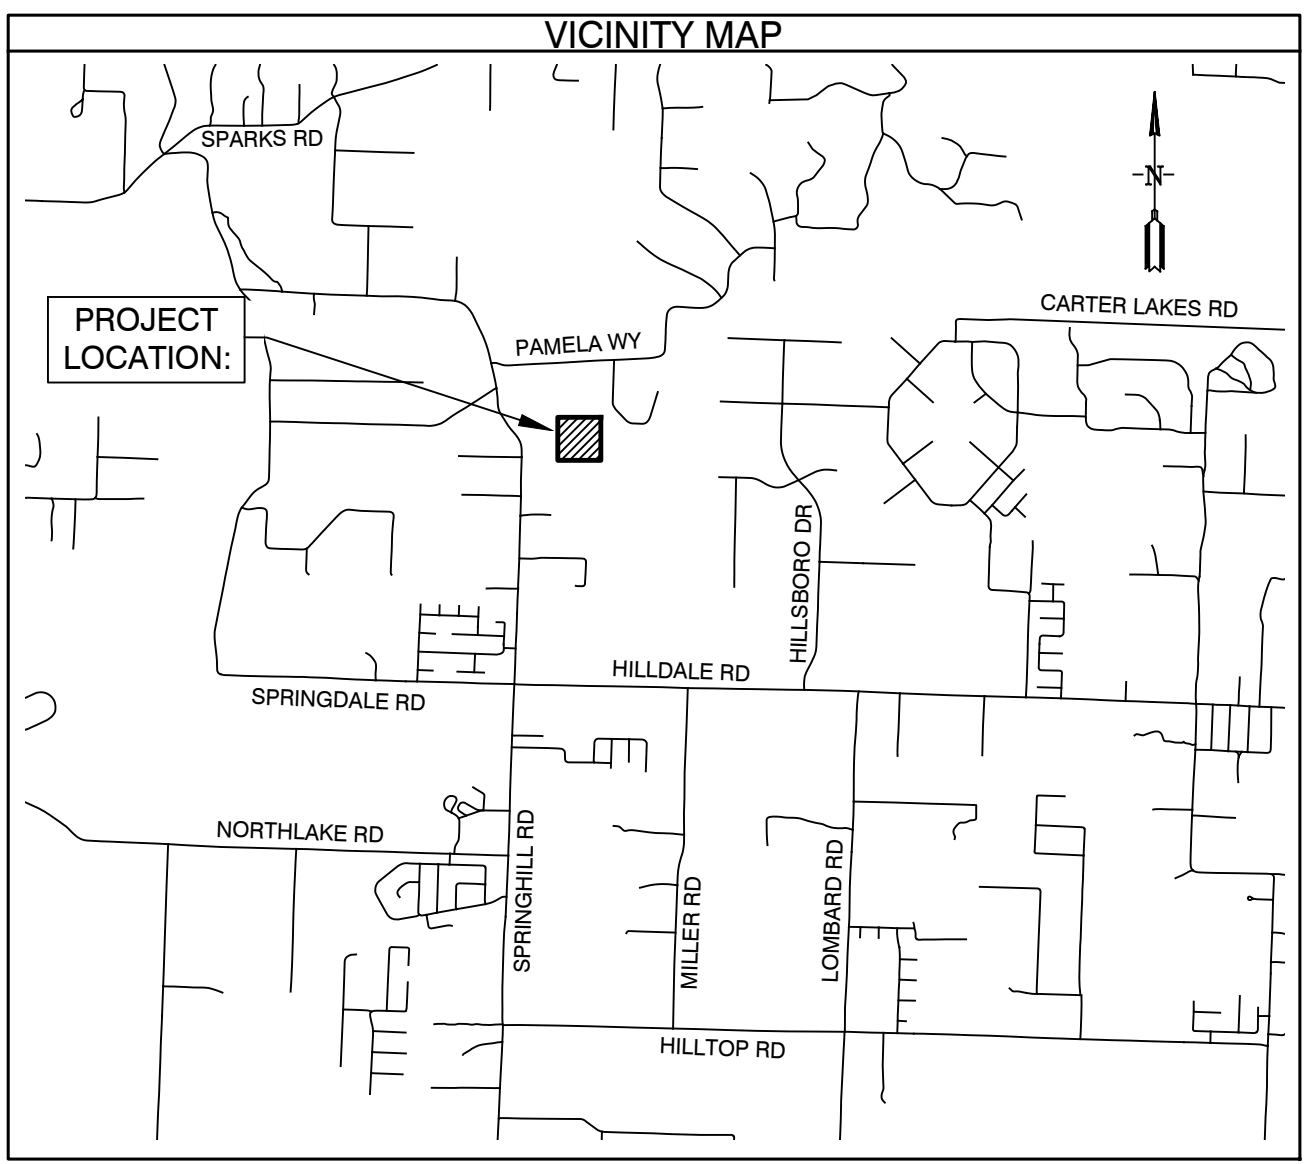 VICINITY MAP
SPARKS RD
N
CARTER LAKES RD
PROJECT
LOCATION:
PAMELA WY
HILLSBORO DR
HILLDALE RD
SPRINGDALE RD
NORTHLAKE RD
SPRINGHILL RD
MILLER RD
LOMBARD RD
HILLTOP RD